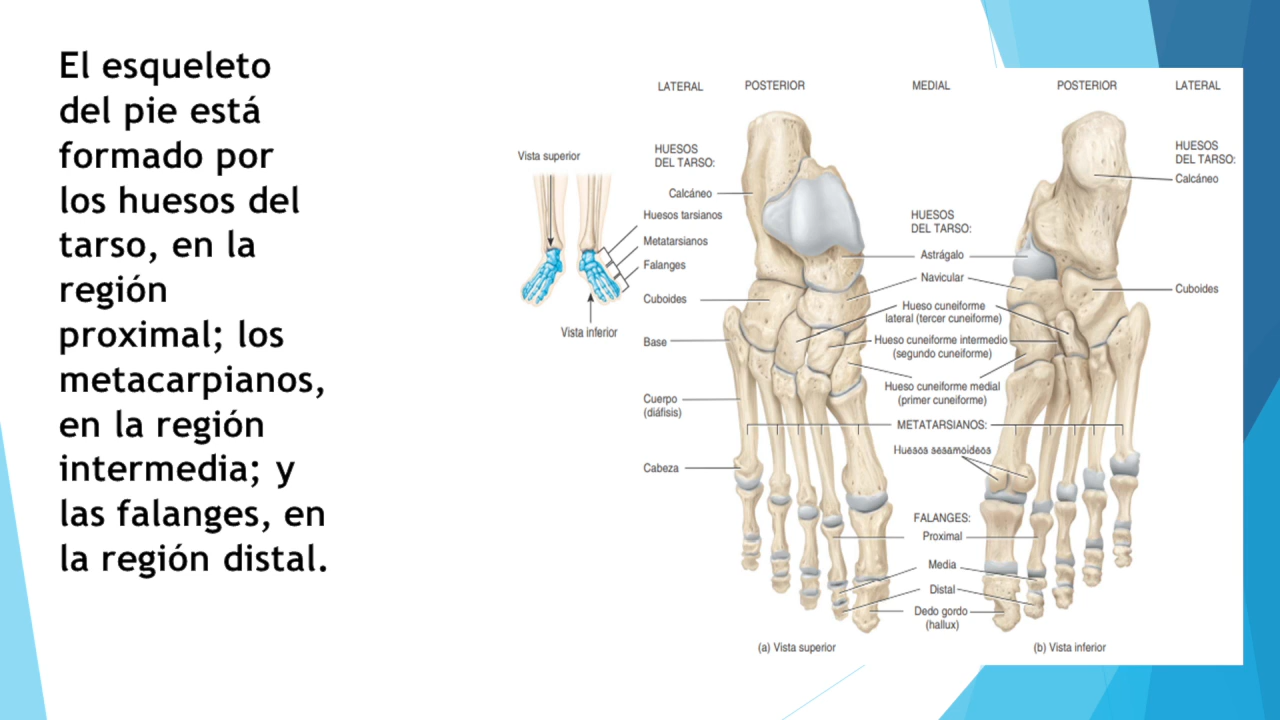 El esqueleto
del pie está
formado por
los huesos del
tarso, en la
región
proximal; los
metacarpianos,
en la región
intermedia; y
las falanges, en
la región distal.
Vista superior
Huesos tarsianos
Metatarsianos
Falanges
Vista inferior
LATERAL
POSTERIOR
MEDIAL
POSTERIOR
LATERAL
HUESOS
DEL TARSO:
Calcáneo
Cuboides
Base
Cuerpo
(diáfisis)
Cabeza
HUESOS
DEL TARSO:
Astrágalo
Navicular
Hueso cuneiforme
lateral (tercer cuneiforme)
Hueso cuneiforme intermedio
(segundo cuneiforme)
Hueso cuneiforme medial
(primer cuneiforme)
METATARSIANOS:
Huesos sesamoideos
FALANGES:
Proximal
Media
Distal
Dedo gordo
(hallux)
HUESOS
DEL TARSO:
Calcáneo
Cuboides
(a) Vista superior
(b) Vista inferior